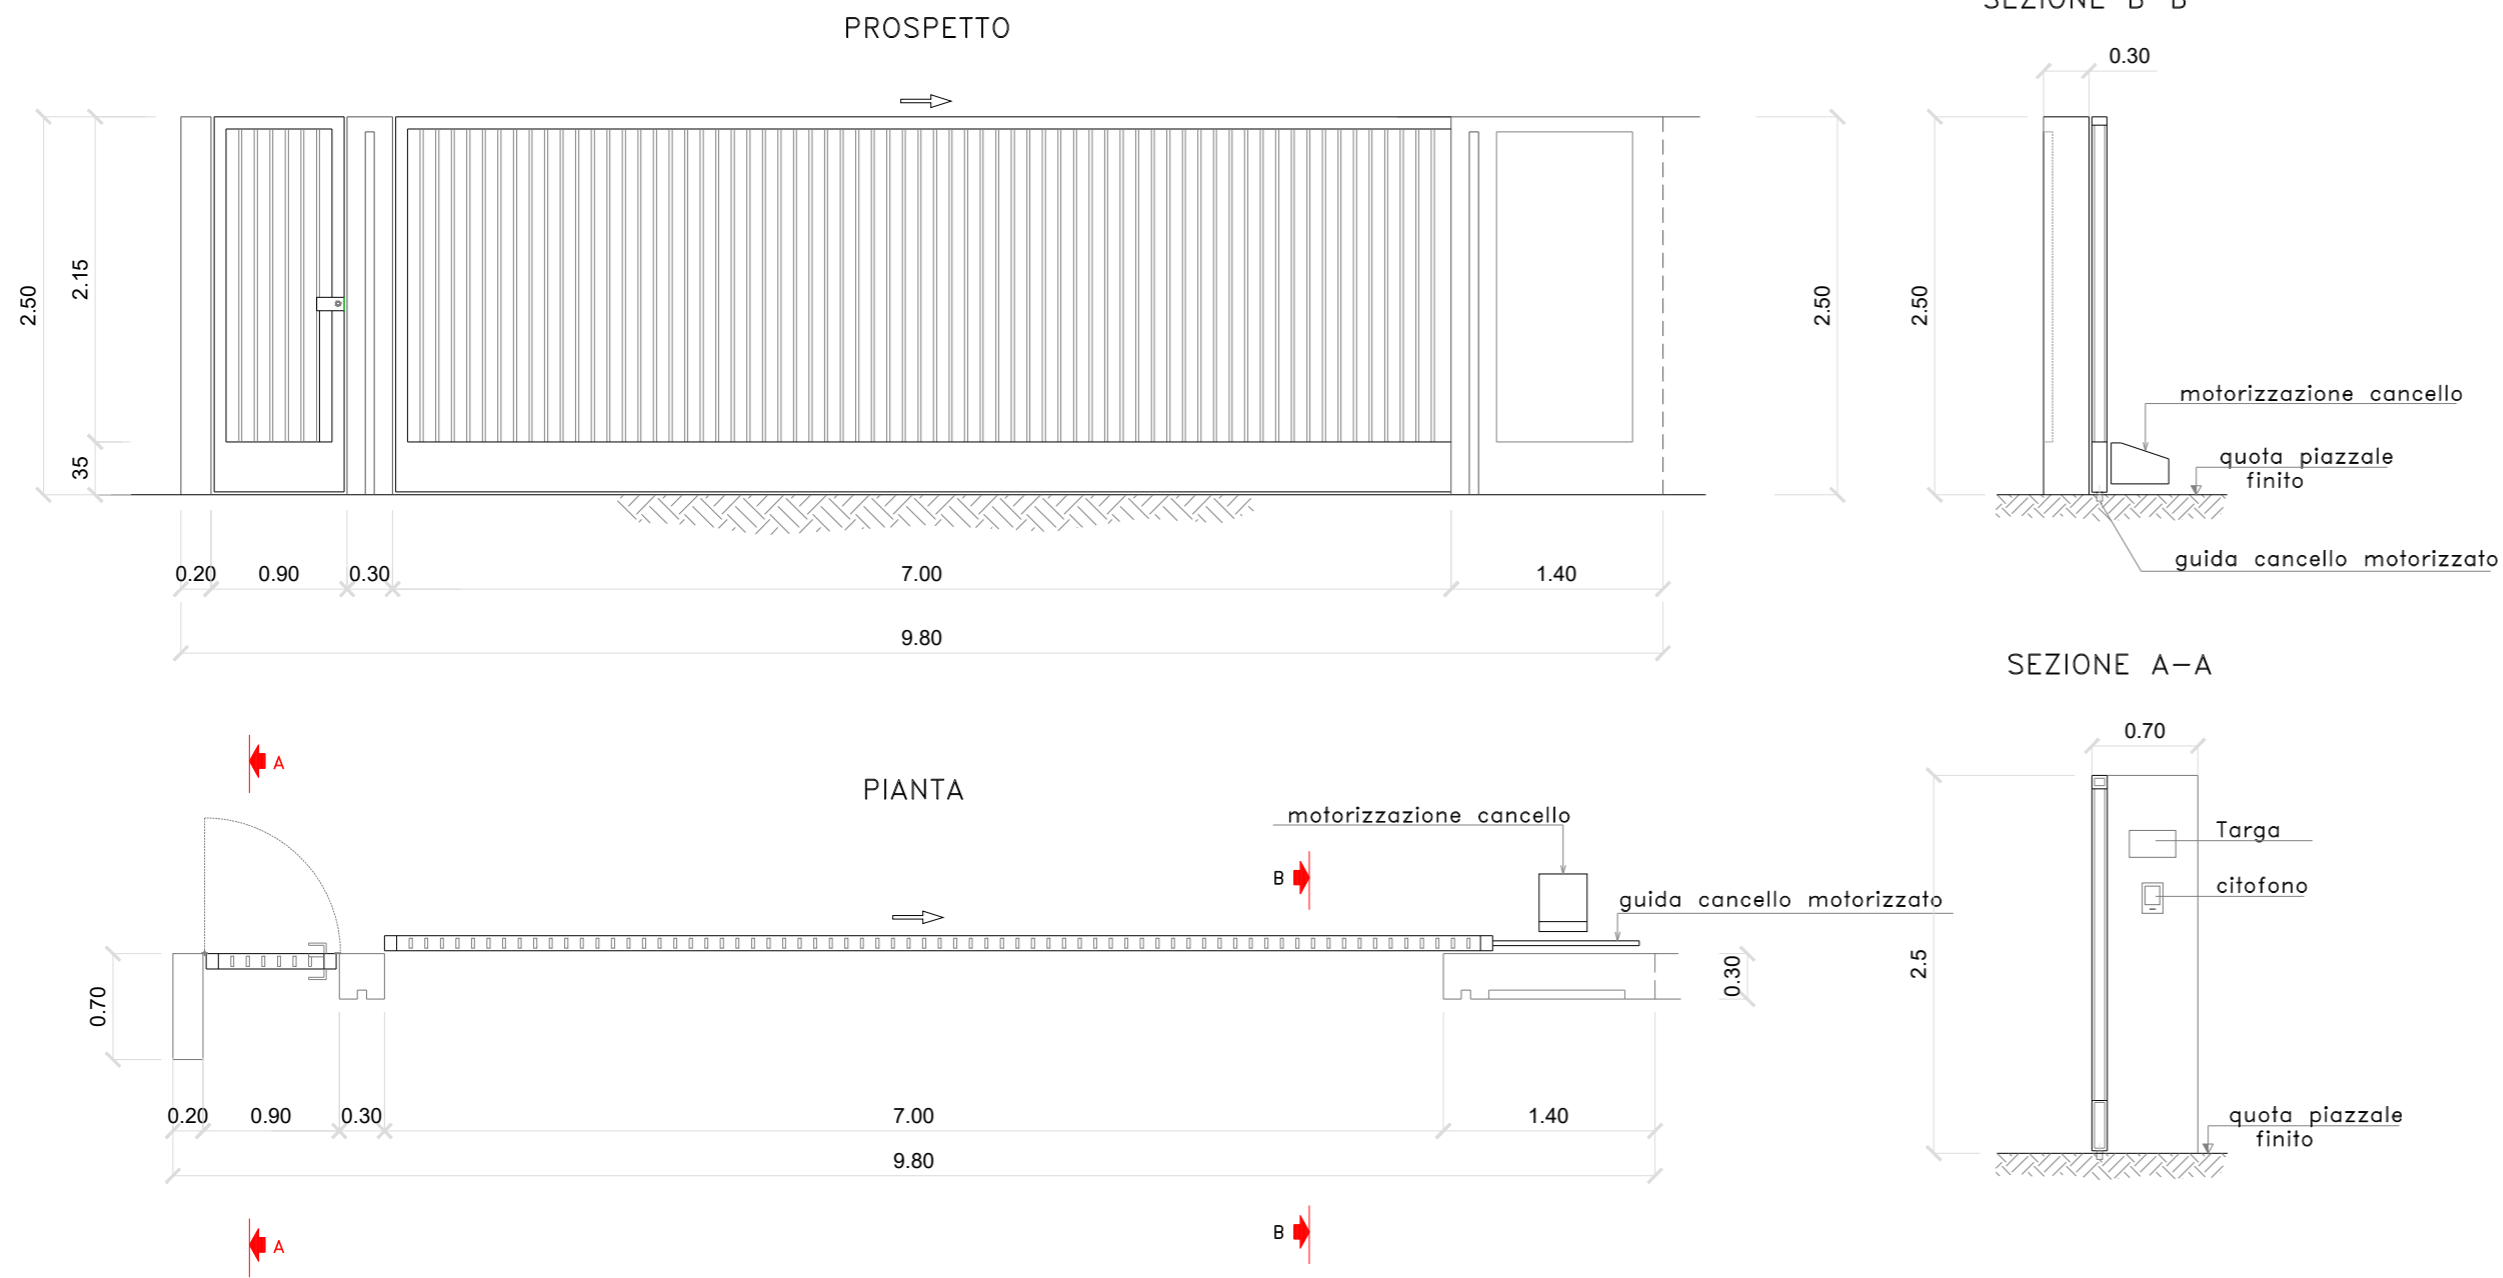 PROSPETTO
2.50
2.15
35
2.50
0.20
0.90
0.30
7.00
1.40
9.80
SEZIONE B-B
0.30
2.50
motorizzazione cancello
quota piazzale
finito
guida cancello motorizzato
PIANTA
A
motorizzazione cancello
B
guida cancello motorizzato
0.70
0.30
0.20
0.90
0.30
7.00
1.40
9.80
A
B
SEZIONE A-A
0.70
2.5
Targa
citofono
quota piazzale
finito